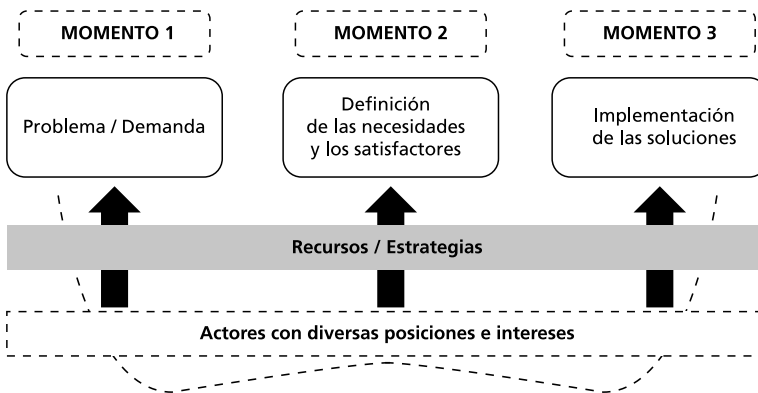 MOMENTO 1
MOMENTO 2
MOMENTO 3
Problema / Demanda
Definición
de las necesidades
y los satisfactores
Implementación
de las soluciones
Recursos / Estrategias
Actores con diversas posiciones e intereses